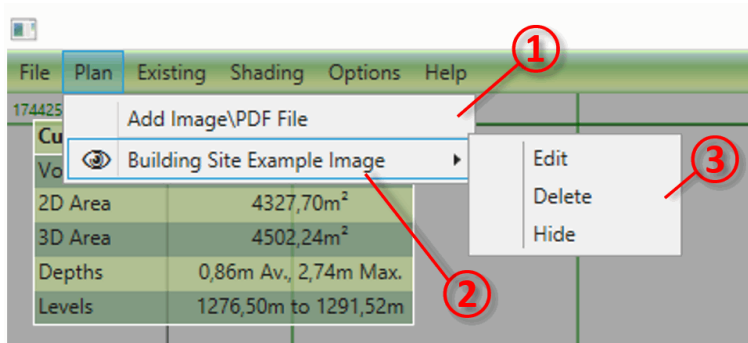 1
File Plan Existing Shading Options Help
174425
Add Image\PDF File
Cu
Building Site Example Image
Edit
3
Vo
Delete
2D Area 4327,70m²
Hide
3D Area 4502,24m²
Depths 0,86m Av., 2,74m Max.
2
Levels 1276,50m to 1291,52m